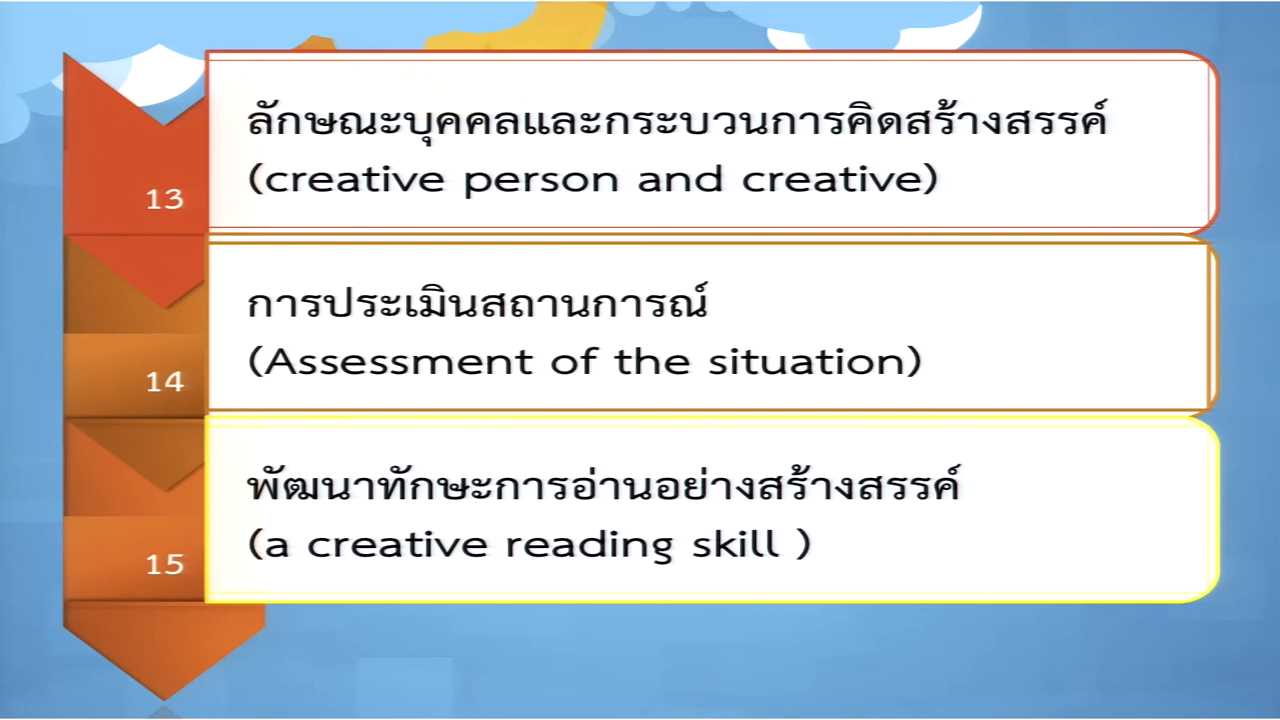 13
ลักษณะบุคคลและกระบวนการคิดสร้างสรรค์
(creative person and creative)
14
การประเมินสถานการณ์
(Assessment of the situation)
15
พัฒนาทักษะการอ่านอย่างสร้างสรรค์
(a creative reading skill )